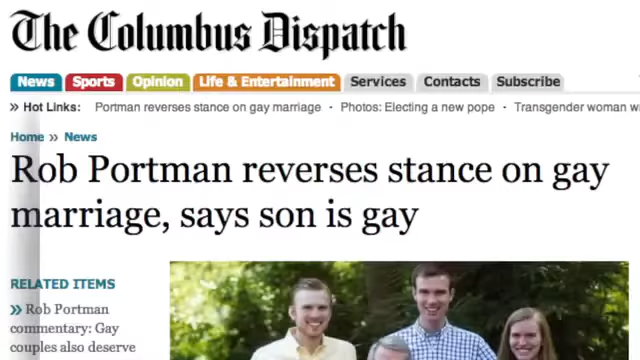 The Columbus Dispatch
News Sports Opinion Life & Entertainment Services Contacts Subscribe
» Hot Links: Portman reverses stance on gay marriage · Photos: Electing a new pope · Transgender woman
Home » News
Rob Portman reverses stance on gay
marriage, says son is gay
RELATED ITEMS
» Rob Portman
commentary: Gay
couples also deserve